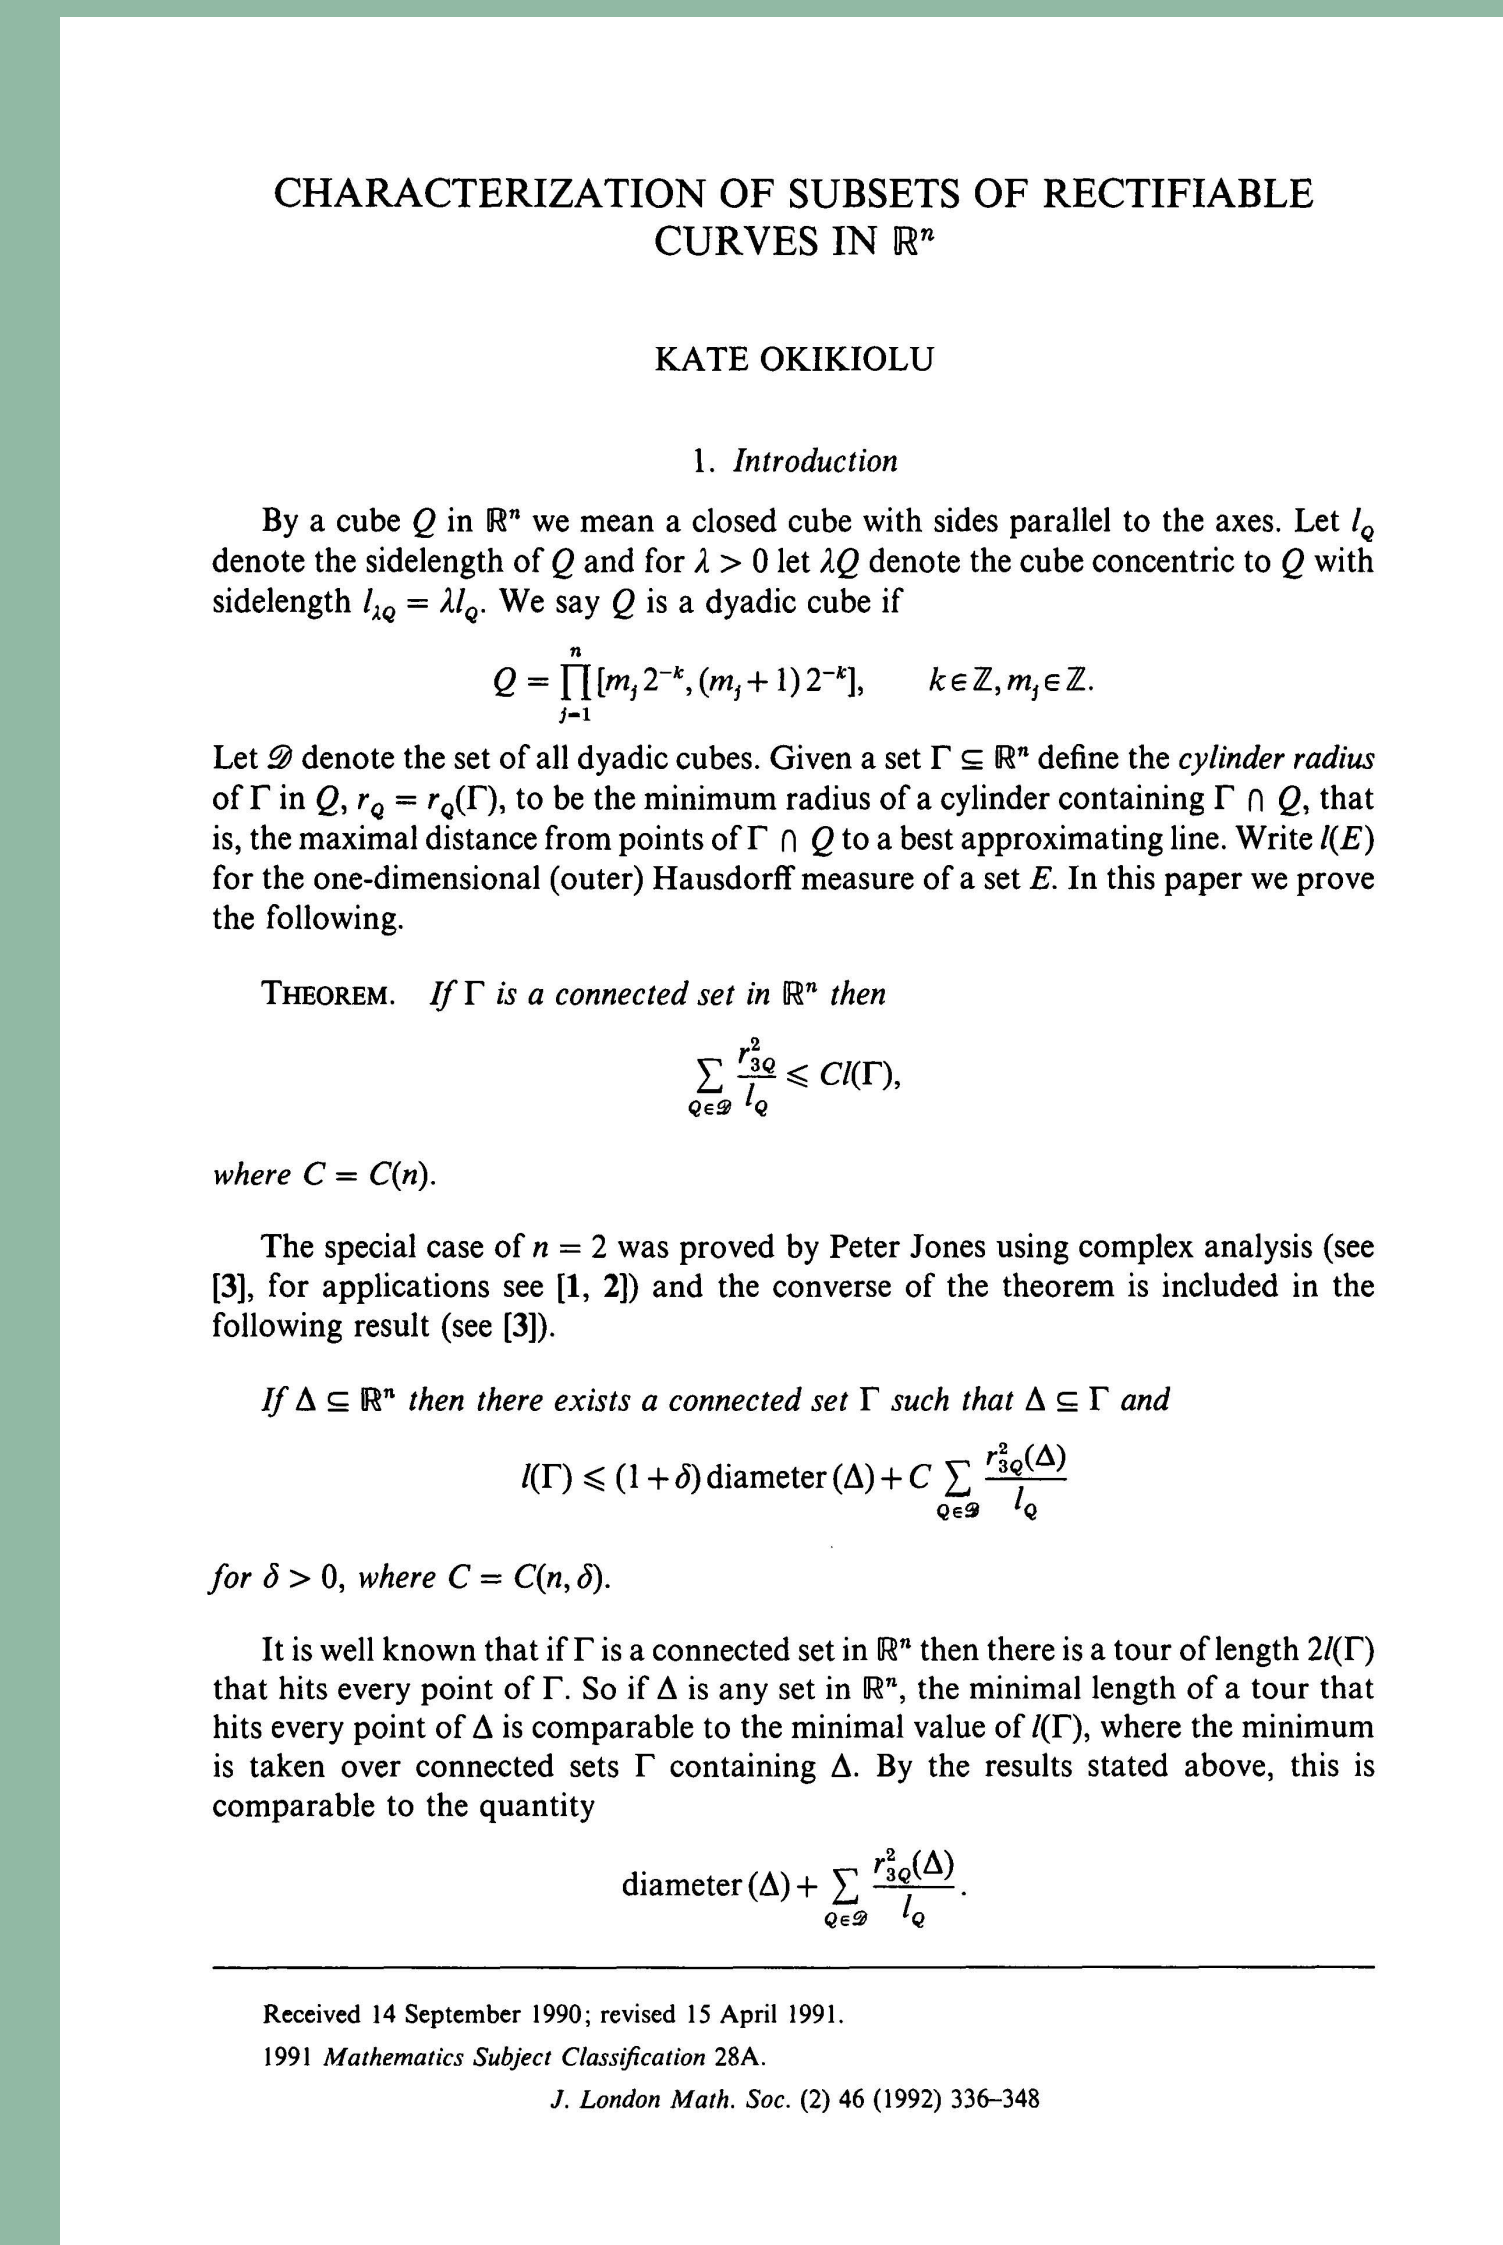 CHARACTERIZATION OF SUBSETS OF RECTIFIABLE
CURVES IN ℝⁿ
KATE OKIKIOLU
1. Introduction
By a cube Q in ℝⁿ we mean a closed cube with sides parallel to the axes. Let l_Q
denote the sidelength of Q and for λ > 0 let λQ denote the cube concentric to Q with
sidelength l_{λQ} = λl_Q. We say Q is a dyadic cube if
Q = ∏_{j=1}^{n} [m_j 2^{-k}, (m_j + 1) 2^{-k}], k ∈ ℤ, m_j ∈ ℤ.
Let 𝒟 denote the set of all dyadic cubes. Given a set Γ ⊆ ℝⁿ define the cylinder radius
of Γ in Q, r_Q = r_Q(Γ), to be the minimum radius of a cylinder containing Γ ∩ Q, that
is, the maximal distance from points of Γ ∩ Q to a best approximating line. Write l(E)
for the one-dimensional (outer) Hausdorff measure of a set E. In this paper we prove
the following.
THEOREM. If Γ is a connected set in ℝⁿ then
∑_{Q∈𝒟} r²_{3Q} / l_Q ⩽ Cl(Γ),
where C = C(n).
The special case of n = 2 was proved by Peter Jones using complex analysis (see
[3], for applications see [1, 2]) and the converse of the theorem is included in the
following result (see [3]).
If Δ ⊆ ℝⁿ then there exists a connected set Γ such that Δ ⊆ Γ and
l(Γ) ⩽ (1 + δ) diameter (Δ) + C ∑_{Q∈𝒟} r²_{3Q}(Δ) / l_Q
for δ > 0, where C = C(n, δ).
It is well known that if Γ is a connected set in ℝⁿ then there is a tour of length 2l(Γ)
that hits every point of Γ. So if Δ is any set in ℝⁿ, the minimal length of a tour that
hits every point of Δ is comparable to the minimal value of l(Γ), where the minimum
is taken over connected sets Γ containing Δ. By the results stated above, this is
comparable to the quantity
diameter (Δ) + ∑_{Q∈𝒟} r²_{3Q}(Δ) / l_Q.
Received 14 September 1990; revised 15 April 1991.
1991 Mathematics Subject Classification 28A.
J. London Math. Soc. (2) 46 (1992) 336–348